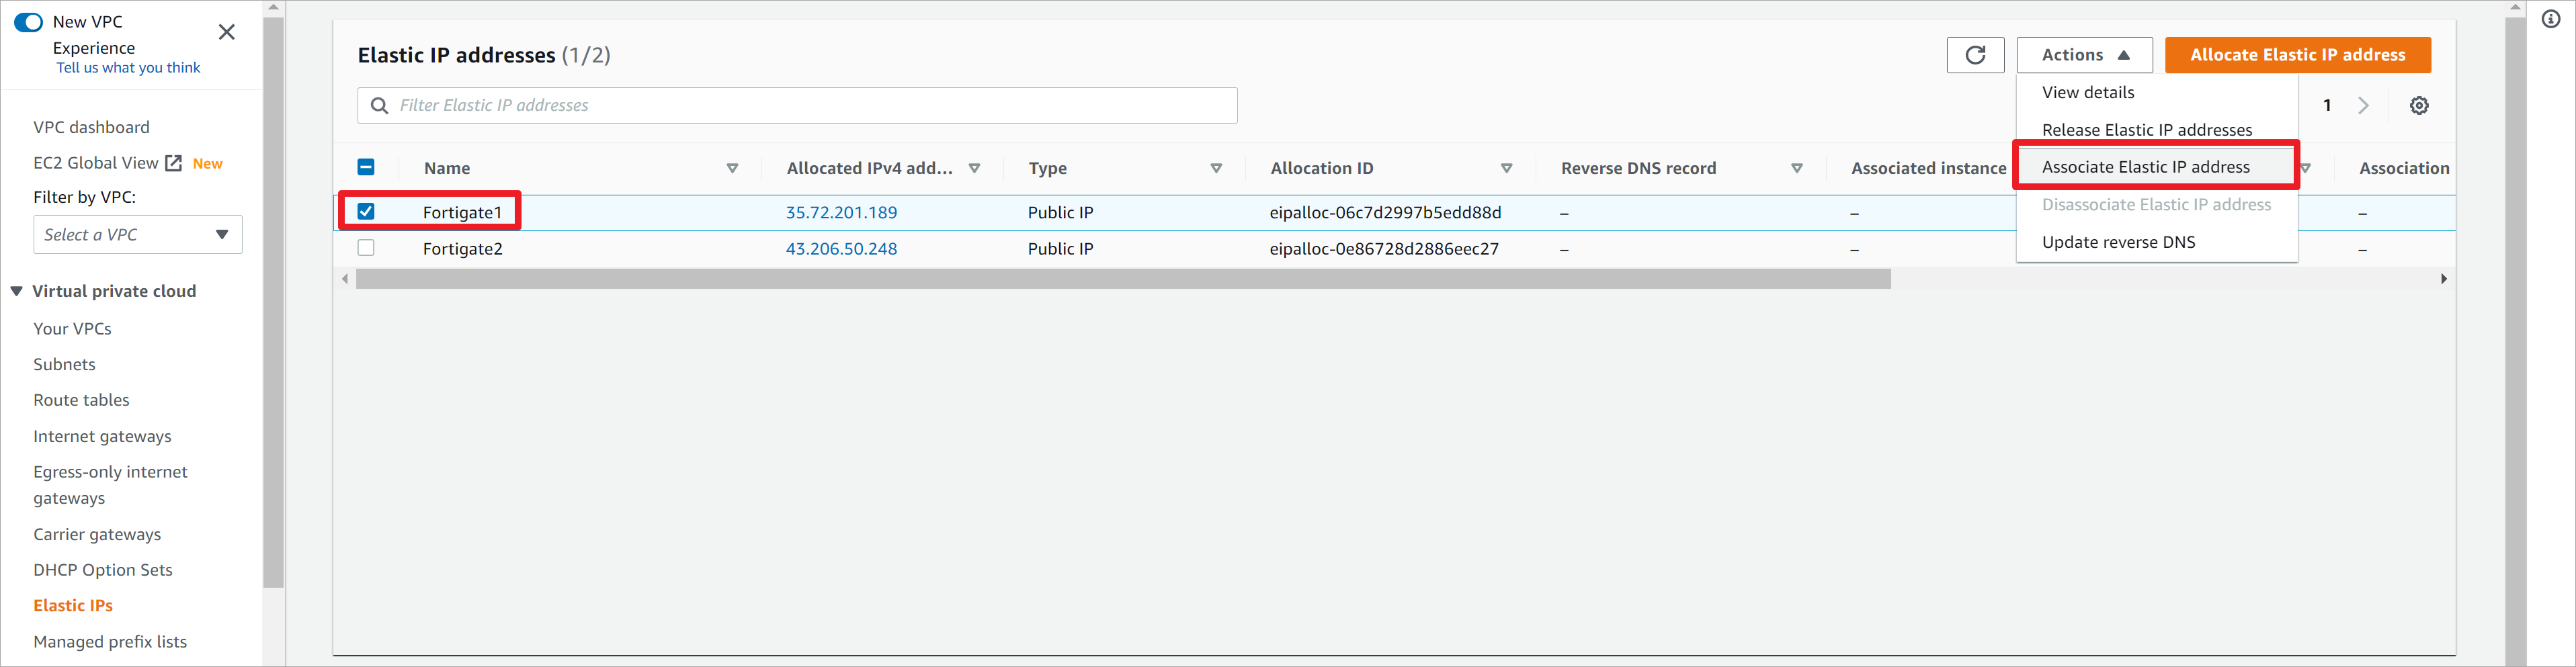 New VPC
Experience
Tell us what you think
VPC dashboard
EC2 Global View New
Filter by VPC:
Select a VPC
Virtual private cloud
Your VPCs
Subnets
Route tables
Internet gateways
Egress-only internet
gateways
Carrier gateways
DHCP Option Sets
Elastic IPs
Managed prefix lists
Elastic IP addresses (1/2)
Actions
Allocate Elastic IP address
Filter Elastic IP addresses
1
View details
Release Elastic IP addresses
Associate Elastic IP address
Disassociate Elastic IP address
Update reverse DNS
Name Allocated IPv4 add... Type Allocation ID Reverse DNS record Associated instance Association
Fortigate1 35.72.201.189 Public IP eipalloc-06c7d2997b5edd88d – – –
Fortigate2 43.206.50.248 Public IP eipalloc-0e86728d2886eec27 – – –